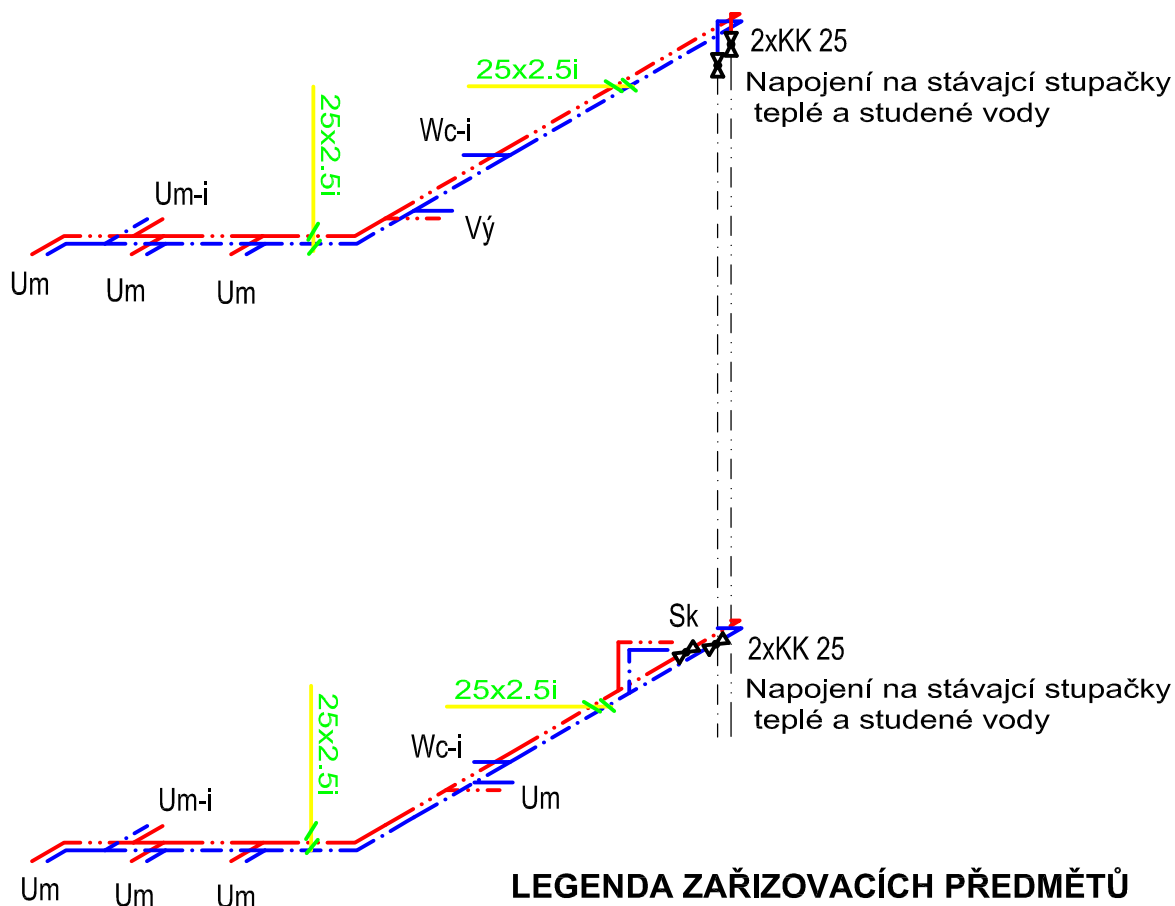 2xKK 25
Napojení na stávajcí stupačky
teplé a studené vody
25x2.5i
25x2.5i
Wc-i
Um-i
Vý
Um
Um
Um
Sk
2xKK 25
Napojení na stávajcí stupačky
teplé a studené vody
25x2.5i
25x2.5i
Wc-i
Um
Um-i
Um
Um
Um
LEGENDA ZAŘIZOVACÍCH PŘEDMĚTŮ